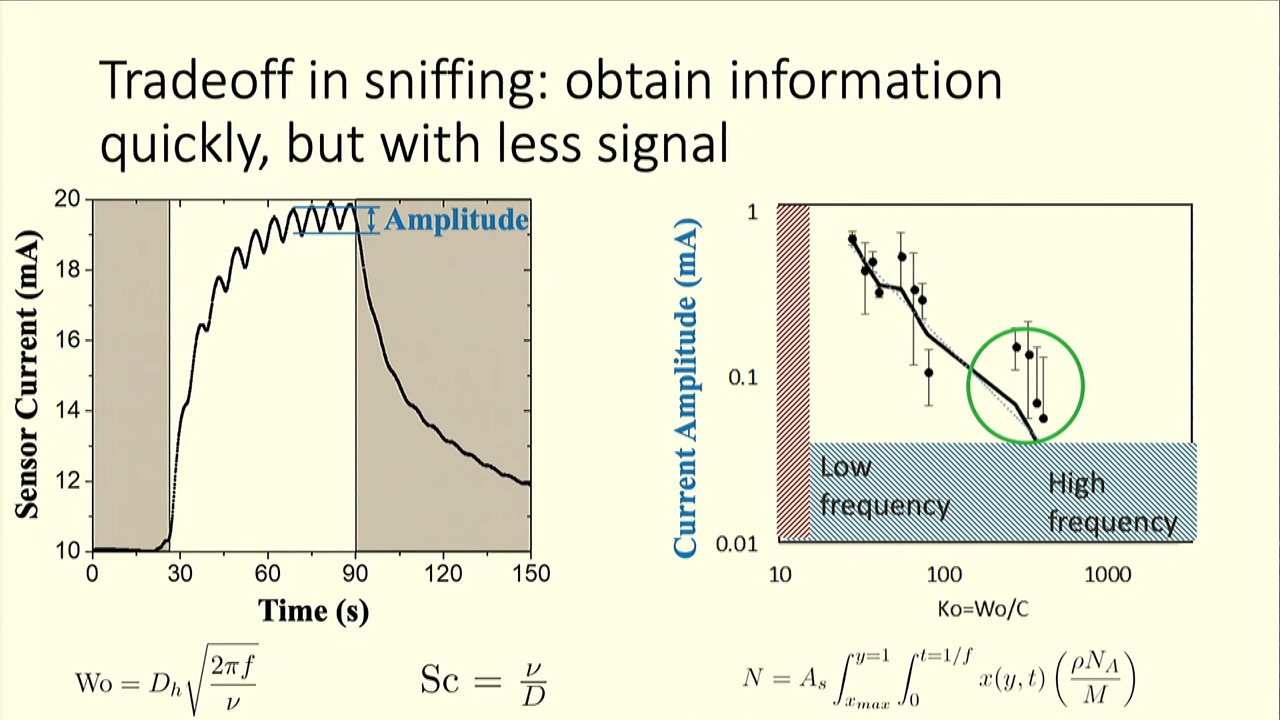 Tradeoff in sniffing: obtain information
quickly, but with less signal
Sensor Current (mA)
20
18
16
14
12
10
Amplitude
0 30 60 90 120 150
Time (s)
Current Amplitude (mA)
1
0.1
0.01
Low
frequency
High
frequency
10 100 1000
Ko=Wo/C
Wo = D_h √(2πf/ν)
Sc = ν/D
N = A_s ∫_{x_max}^{y=1} ∫_0^{t=1/f} x(y,t) (ρN_A/M)